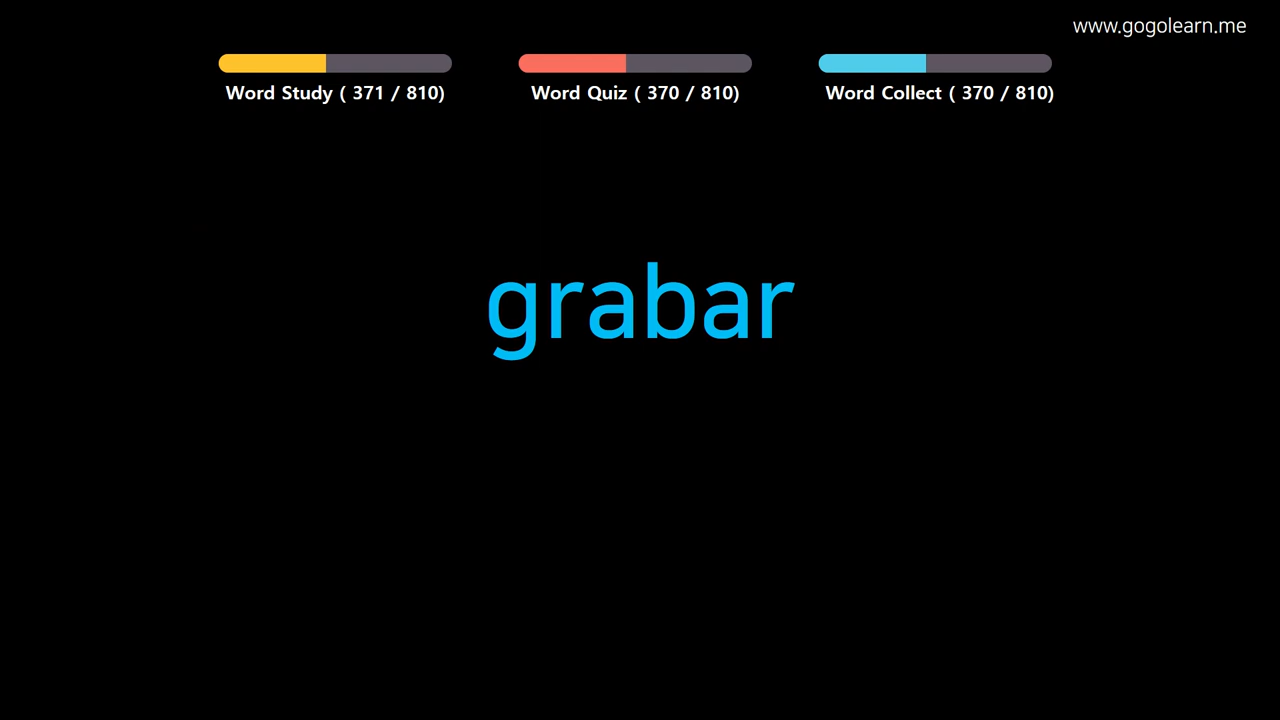 www.gogolearn.me
Word Study ( 371 / 810)
Word Quiz ( 370 / 810)
Word Collect ( 370 / 810)
grabar